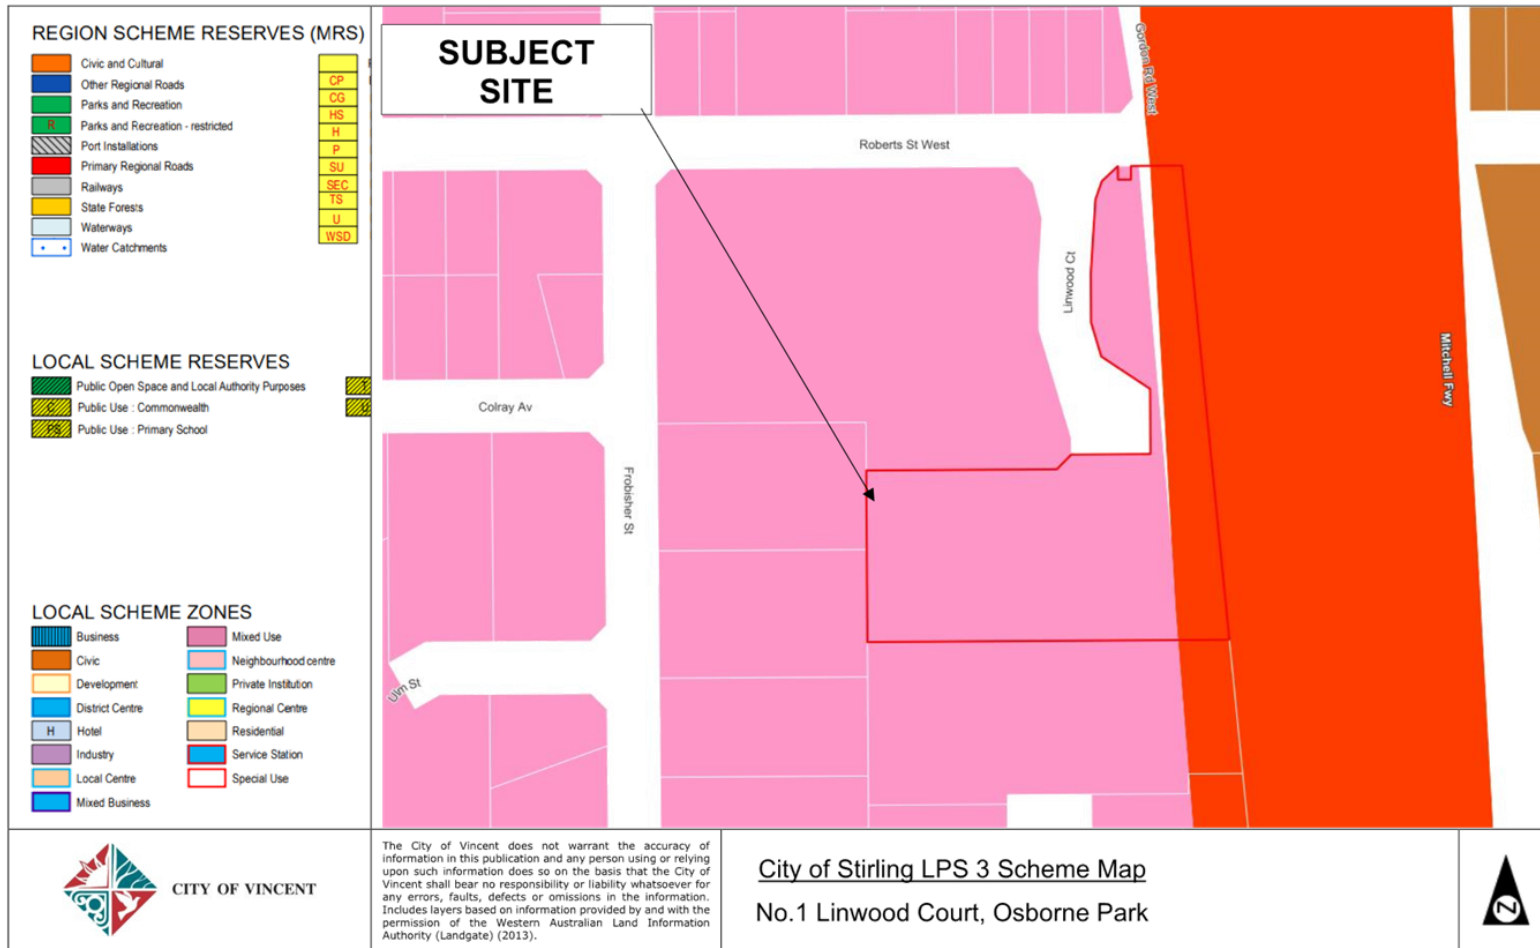 REGION SCHEME RESERVES (MRS)
Civic and Cultural
Other Regional Roads
Parks and Recreation
R Parks and Recreation - restricted
Port Installations
Primary Regional Roads
Railways
State Forests
Waterways
Water Catchments
CP
CG
HS
H
P
SU
SEC
TS
U
WSD
LOCAL SCHEME RESERVES
Public Open Space and Local Authority Purposes
C Public Use : Commonwealth
PS Public Use : Primary School
T
U
LOCAL SCHEME ZONES
Business
Civic
Development
District Centre
H Hotel
Industry
Local Centre
Mixed Business
Mixed Use
Neighbourhood centre
Private Institution
Regional Centre
Residential
Service Station
Special Use
SUBJECT
SITE
Gordon Rd West
Roberts St West
Linwood Ct
Mitchell Fwy
Colray Av
Frobisher St
Ulm St
CITY OF VINCENT
The City of Vincent does not warrant the accuracy of
information in this publication and any person using or relying
upon such information does so on the basis that the City of
Vincent shall bear no responsibility or liability whatsoever for
any errors, faults, defects or omissions in the information.
Includes layers based on information provided by and with the
permission of the Western Australian Land Information
Authority (Landgate) (2013).
City of Stirling LPS 3 Scheme Map
No.1 Linwood Court, Osborne Park
N